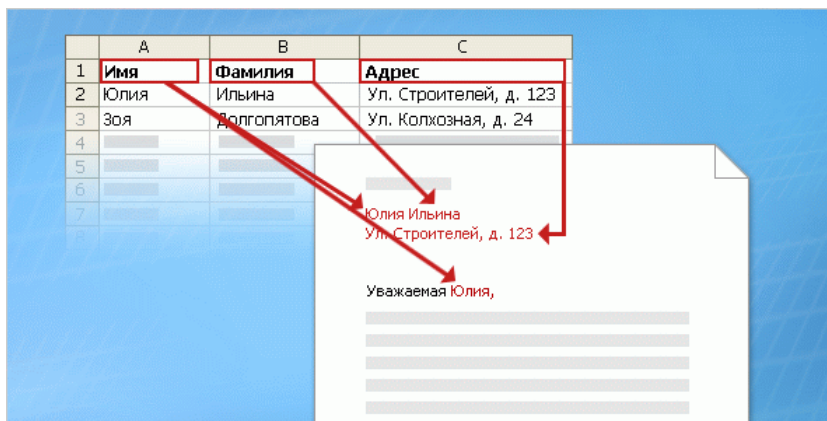 A B C
1 Имя Фамилия Адрес
2 Юлия Ильина Ул. Строителей, д. 123
3 Зоя Долгопятова Ул. Колхозная, д. 24
4
5
6
7
8
Юлия Ильина
Ул. Строителей, д. 123
Уважаемая Юлия,